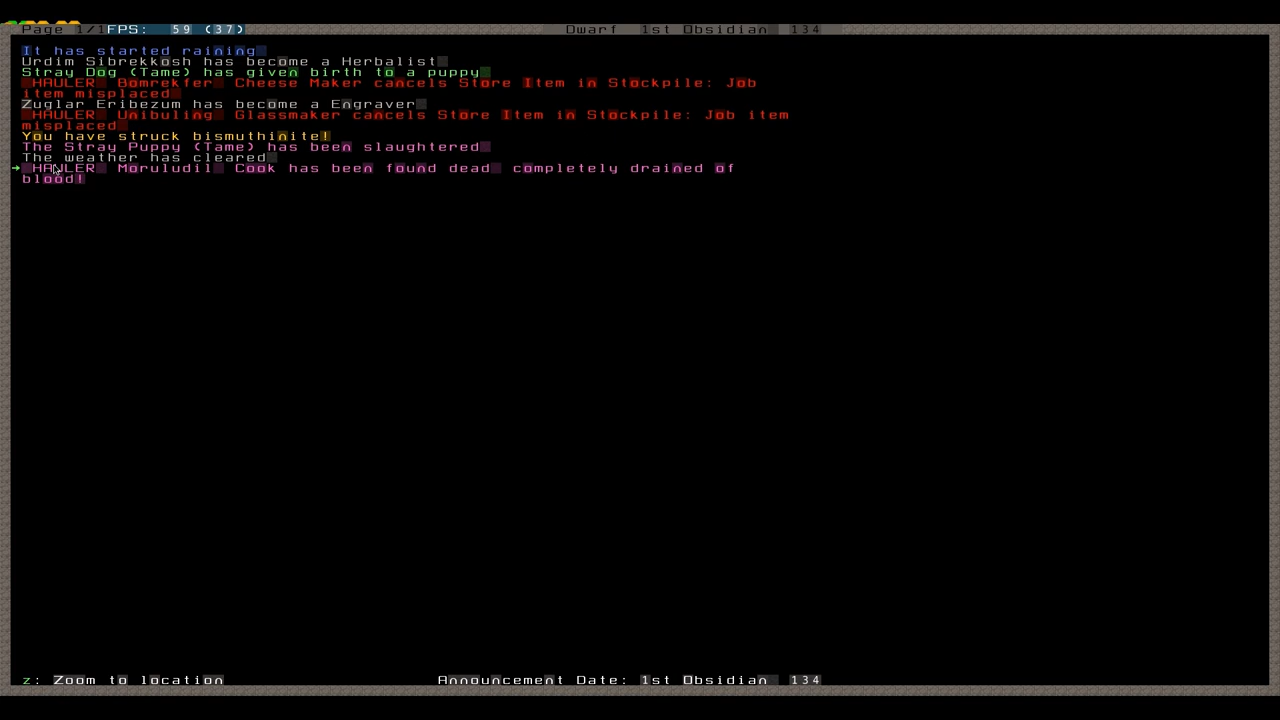 Page 1/1 FPS: 59 (37) Dwarf 1st Obsidian 134
It has started raining
Urdim Sibrekkosh has become a Herbalist
Stray Dog (Tame) has given birth to a puppy
HAULER Bomrekfer Cheese Maker cancels Store Item in Stockpile: Job
item misplaced
Zuglar Eribezum has become a Engraver
HAULER Unibuling Glassmaker cancels Store Item in Stockpile: Job item
misplaced
You have struck bismuthinite!
The Stray Puppy (Tame) has been slaughtered
The weather has cleared
HAULER Moruludil Cook has been found dead completely drained of
blood!
z: Zoom to location Announcement Date: 1st Obsidian 134